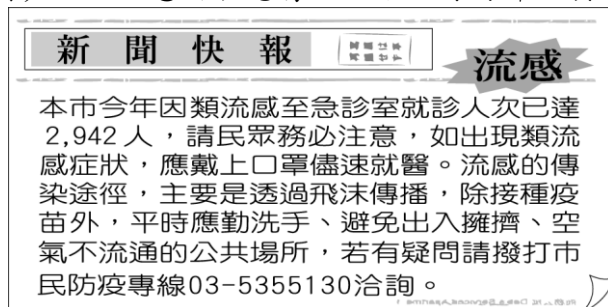 新聞快報
流感
本市今年因類流感至急診室就診人次已達
2,942人，請民眾務必注意，如出現類流
感症狀，應戴上口罩儘速就醫。流感的傳
染途徑，主要是透過飛沫傳播，除接種疫
苗外，平時應勤洗手、避免出入擁擠、空
氣不流通的公共場所，若有疑問請撥打市
民防疫專線03-5355130洽詢。